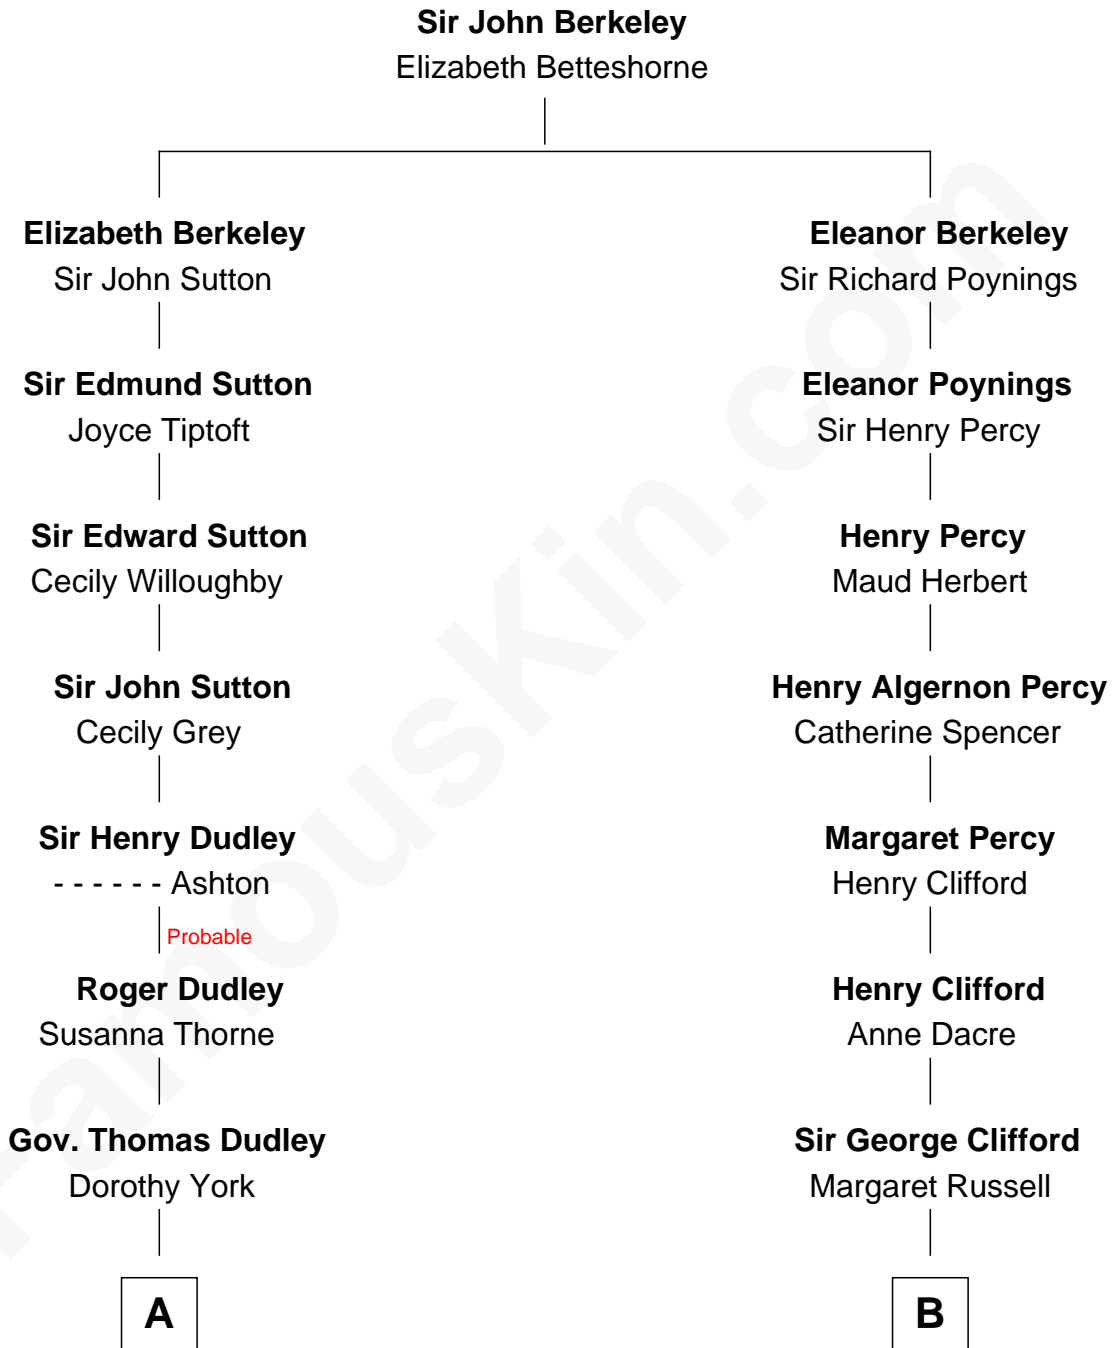 Sir John Berkeley
Elizabeth Betteshorne
Elizabeth Berkeley
Sir John Sutton
Eleanor Berkeley
Sir Richard Poynings
Sir Edmund Sutton
Joyce Tiptoft
Eleanor Poynings
Sir Henry Percy
Sir Edward Sutton
Cecily Willoughby
Henry Percy
Maud Herbert
Sir John Sutton
Cecily Grey
Henry Algernon Percy
Catherine Spencer
Sir Henry Dudley
- - - - - - Ashton
Probable
Margaret Percy
Henry Clifford
Roger Dudley
Susanna Thorne
Henry Clifford
Anne Dacre
Gov. Thomas Dudley
Dorothy York
Sir George Clifford
Margaret Russell
A
B
FamousKin.com